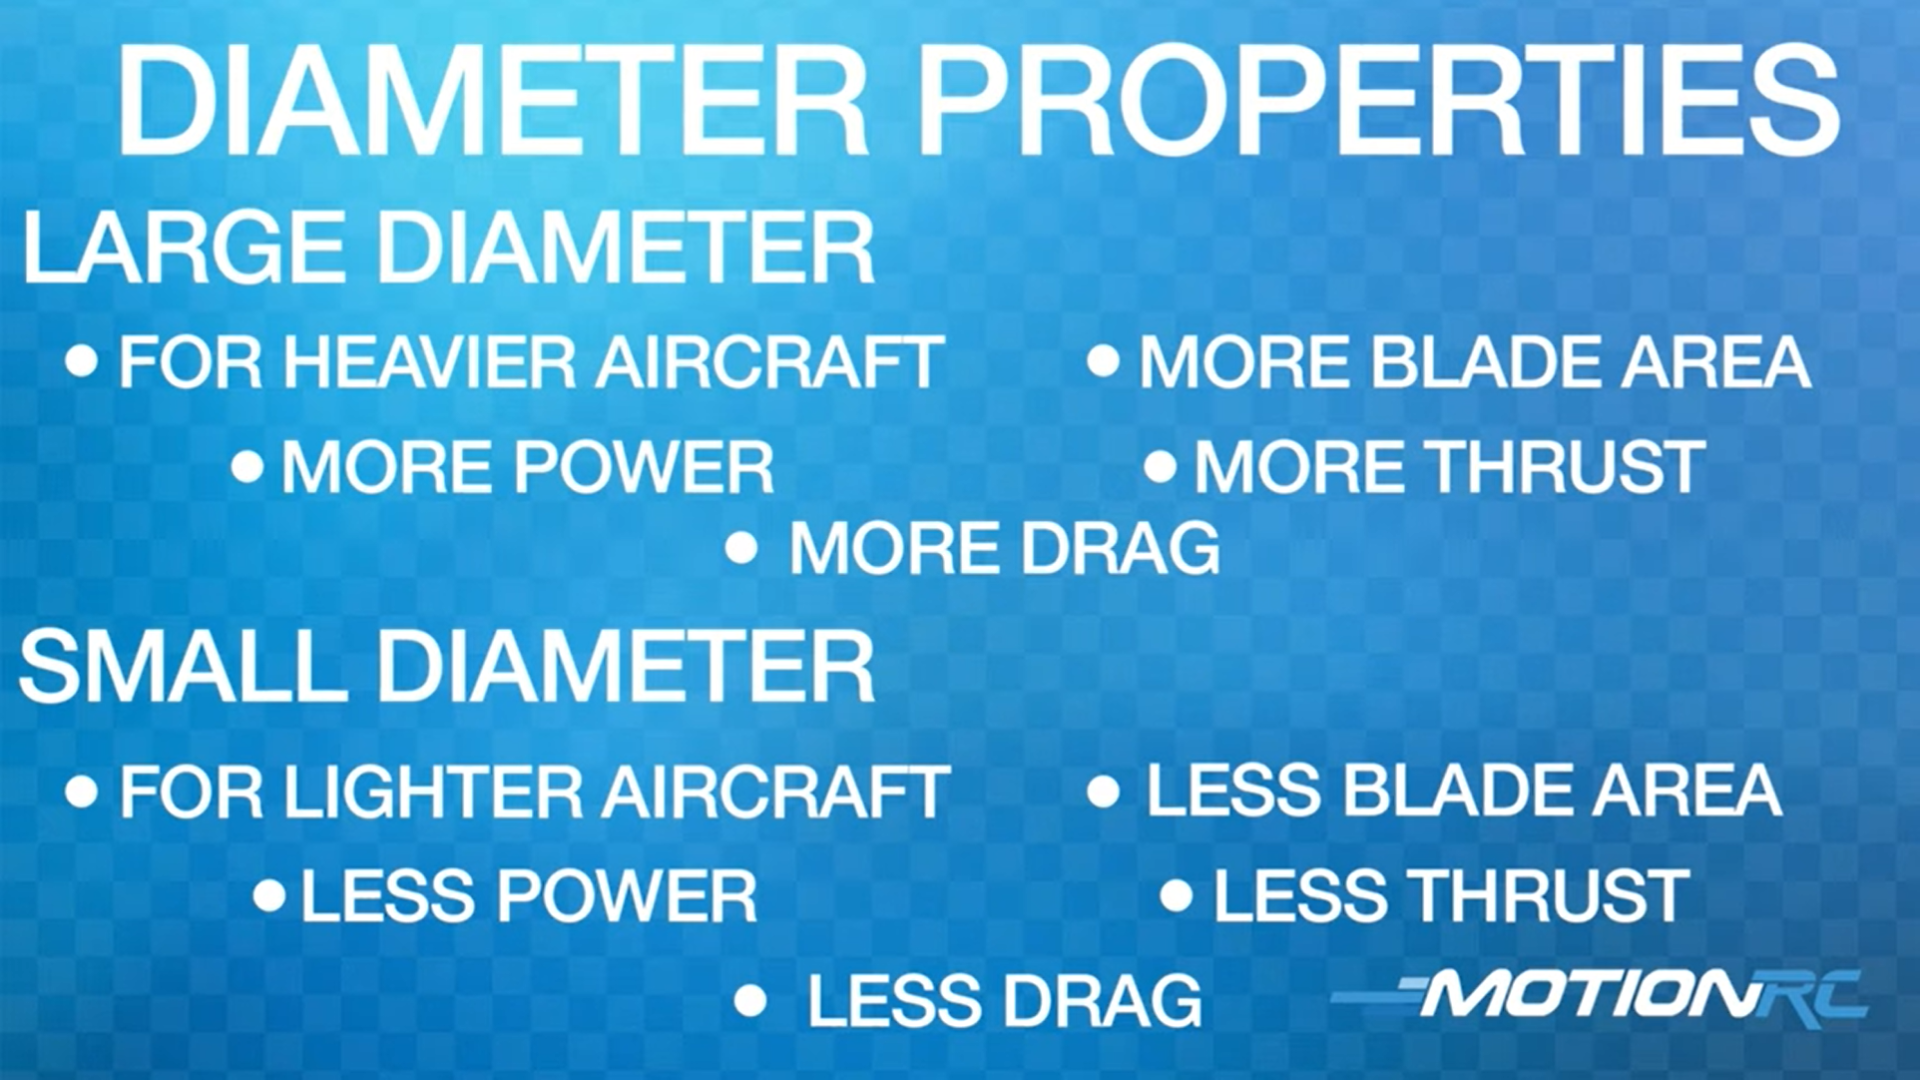 DIAMETER PROPERTIES
LARGE DIAMETER
• FOR HEAVIER AIRCRAFT
• MORE BLADE AREA
• MORE POWER
• MORE THRUST
• MORE DRAG
SMALL DIAMETER
• FOR LIGHTER AIRCRAFT
• LESS BLADE AREA
• LESS POWER
• LESS THRUST
• LESS DRAG
MOTIONRC